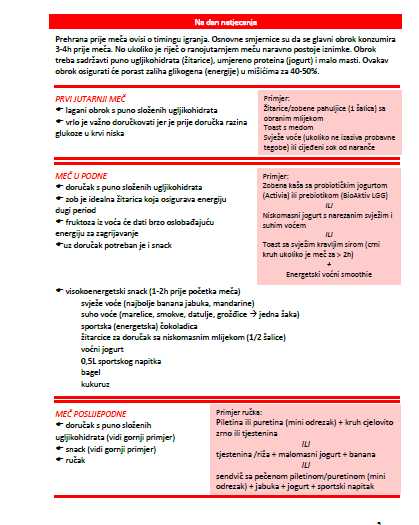 Na dan natjecanja
Prehrana prije meča ovisi o timingu igranja. Osnovne smjernice su da se glavni obrok konzumira
3-4h prije meča. No ukoliko je riječ o ranojutarnjem meču naravno postoje iznimke. Obrok
treba sadržavti puno ugljikohidrata (žitarice), umjereno proteina (jogurt) i malo masti. Ovakav
obrok osigurati će porast zaliha glikogena (energije) u mišićima za 40-50%.
PRVI JUTARNJI MEČ
☛ lagani obrok s puno složenih ugljikohidrata
☛ vrlo je važno doručkovati jer je prije doručka razina
glukoze u krvi niska
Primjer:
Žitarice/zobene pahuljice (1 šalica) sa
obranim mlijekom
Toast s medom
Svježe voće (ukoliko ne izaziva probavne
tegobe) ili cijeđeni sok od naranče
MEČ U PODNE
☛ doručak s puno složenih ugljikohidrata
☛ zob je idealna žitarica koja osigurava energiju
dugi period
☛ fruktoza iz voća će dati brzo oslobađajuću
energiju za zagrijavanje
☛uz doručak potreban je i snack
Primjer:
Zobena kaša sa probiotičkim jogurtom
(Activia) ili prebiotikom (BioAktiv LGG)
ILI
Niskomasni jogurt s narezanim svježim i
suhim voćem
ILI
Toast sa svježim kravljim sirom (crni
kruh ukoliko je meč za > 2h)
+
Energetski voćni smoothie
☛ visokoenergetski snack (1-2h prije početka meča)
svježe voće (najbolje banana jabuka, mandarine)
suho voće (marelice, smokve, datulje, grožđice → jedna šaka)
sportska (energetska) čokoladica
žitarcice za doručak sa niskomasnim mlijekom (1/2 šalice)
voćni jogurt
0,5L sportskog napitka
bagel
kukuruz
MEČ POSLIJEPODNE
☛ doručak s puno složenih
ugljikohidrata (vidi gornji primjer)
☛ snack (vidi gornji primjer)
☛ ručak
Primjer ručka:
Piletina ili puretina (mini odrezak) + kruh cjelovito
zrno ili tjestenina
ILI
tjestenina /riža + malomasni jogurt + banana
ILI
sendvič sa pečenom piletinom/puretinom (mini
odrezak) + jabuka + jogurt + sportski napitak